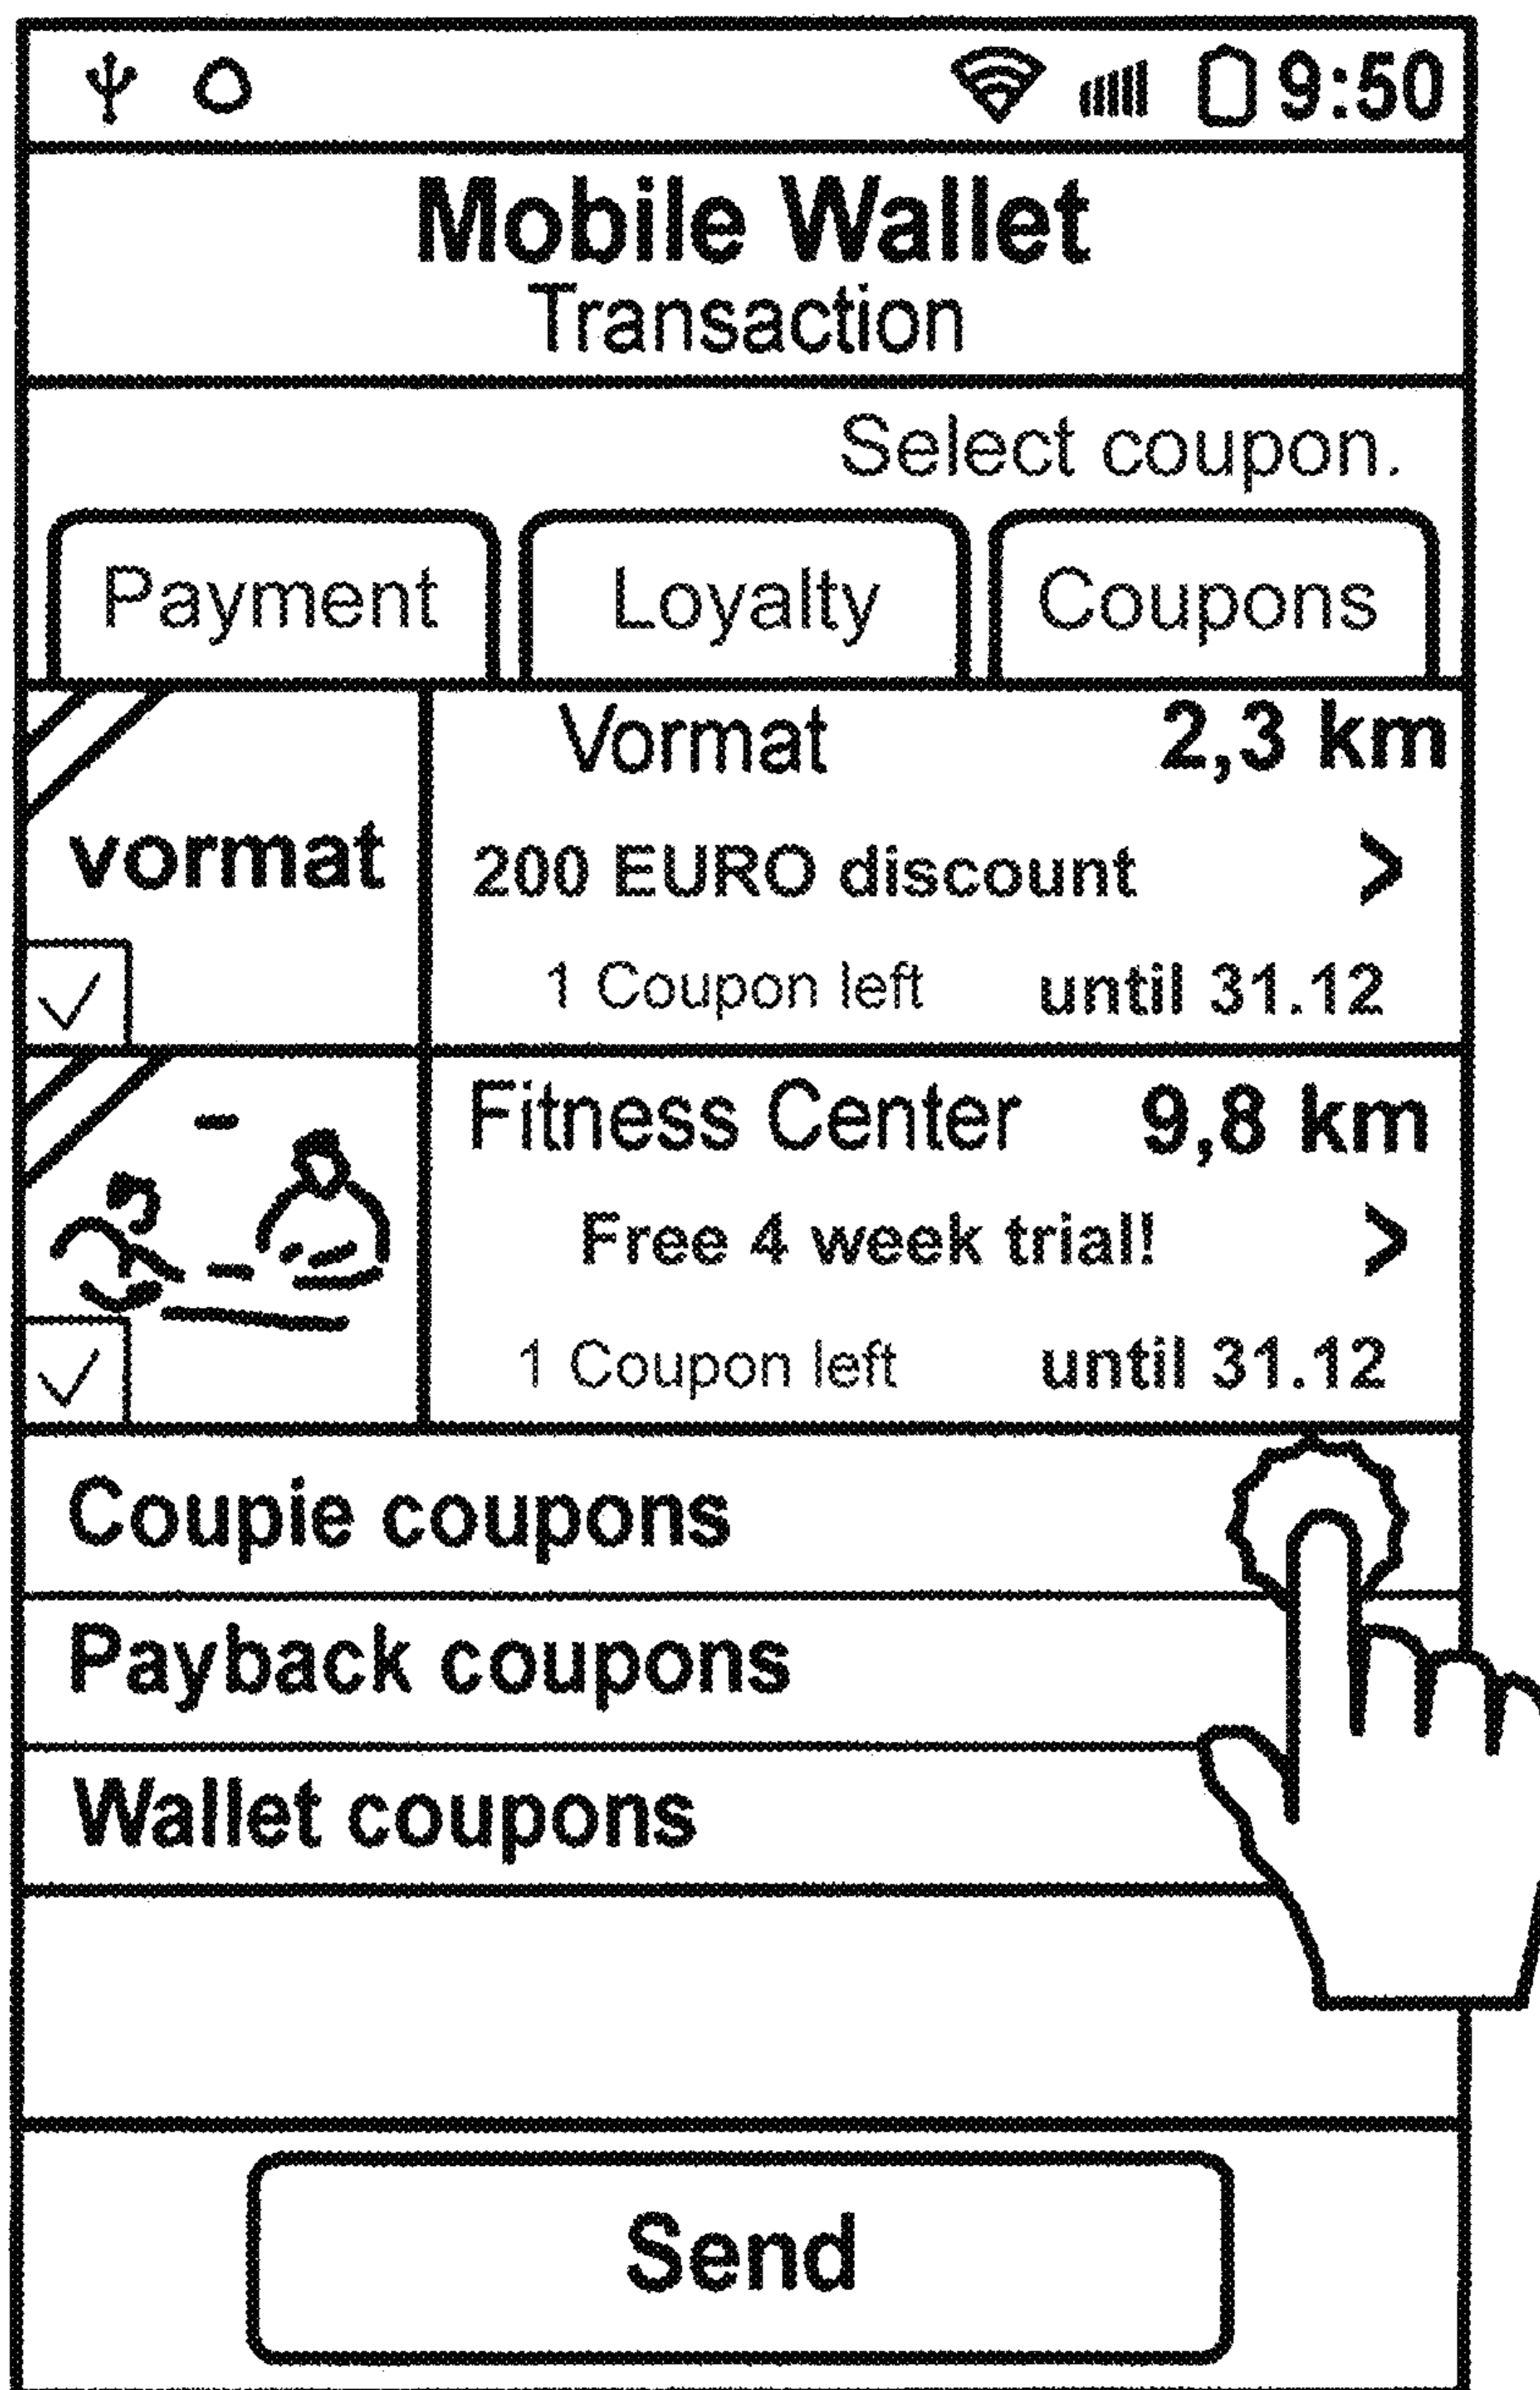 9:50
Mobile Wallet
Transaction
Select coupon.
Payment Loyalty Coupons
Vormat 2,3 km
vormat 200 EURO discount >
1 Coupon left until 31.12
Fitness Center 9,8 km
Free 4 week trial! >
1 Coupon left until 31.12
Coupie coupons
Payback coupons
Wallet coupons
Send